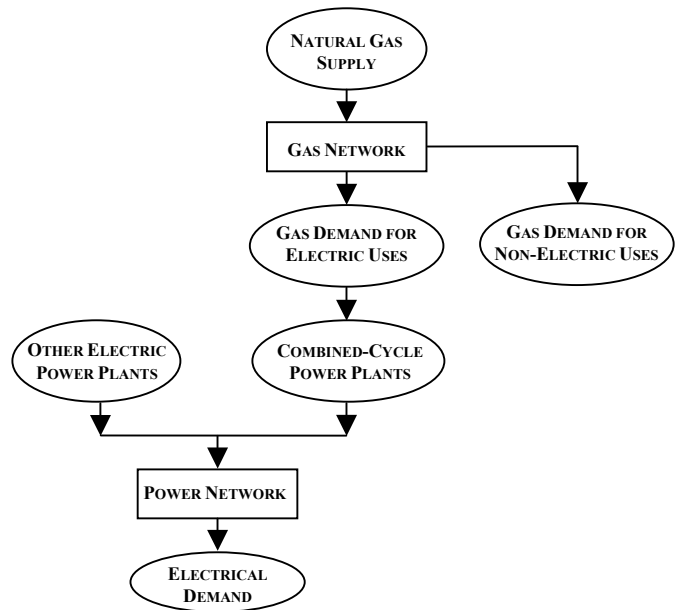 NATURAL GAS
SUPPLY
GAS NETWORK
GAS DEMAND FOR
ELECTRIC USES
GAS DEMAND FOR
NON-ELECTRIC USES
OTHER ELECTRIC
POWER PLANTS
COMBINED-CYCLE
POWER PLANTS
POWER NETWORK
ELECTRICAL
DEMAND